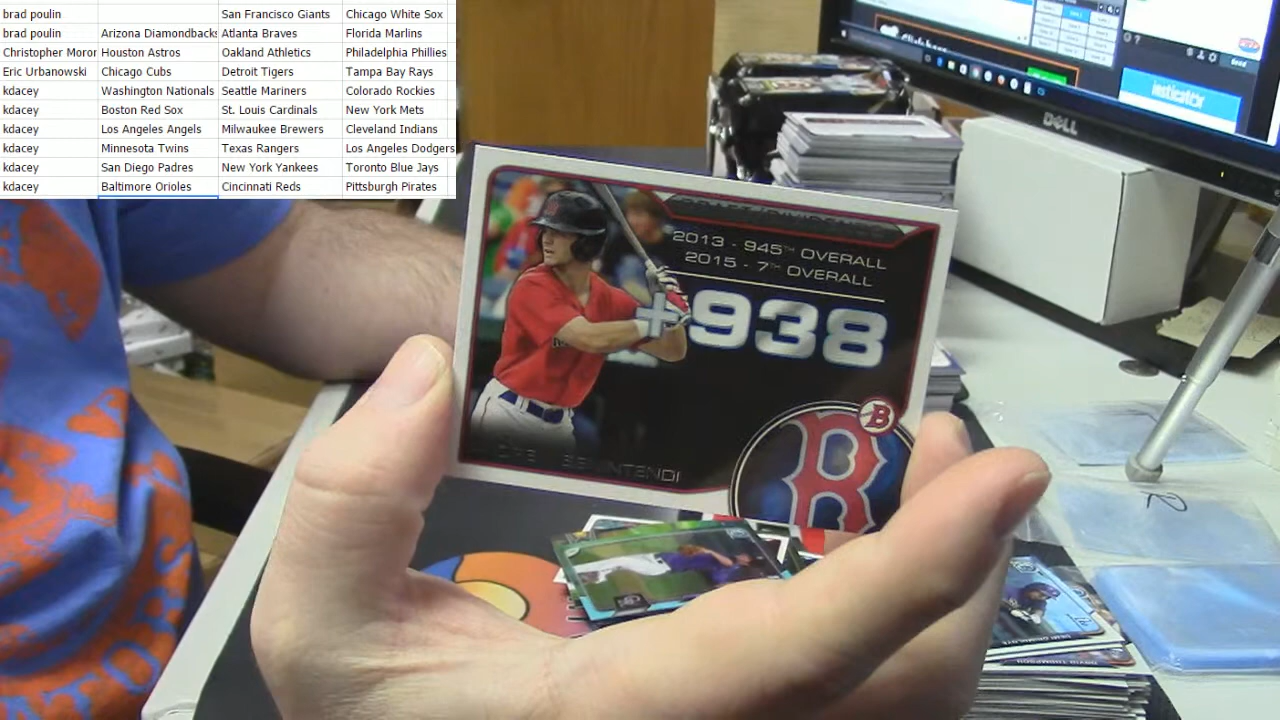 brad poulin San Francisco Giants Chicago White Sox
brad poulin Arizona Diamondbacks Atlanta Braves Florida Marlins
Christopher Moror Houston Astros Oakland Athletics Philadelphia Phillies
Eric Urbanowski Chicago Cubs Detroit Tigers Tampa Bay Rays
kdacey Washington Nationals Seattle Mariners Colorado Rockies
kdacey Boston Red Sox St. Louis Cardinals New York Mets
kdacey Los Angeles Angels Milwaukee Brewers Cleveland Indians
kdacey Minnesota Twins Texas Rangers Los Angeles Dodgers
kdacey San Diego Padres New York Yankees Toronto Blue Jays
kdacey Baltimore Orioles Cincinnati Reds Pittsburgh Pirates
DELL
insticator
2013 - 945TH OVERALL
2015 - 7TH OVERALL
+938
B
B
R